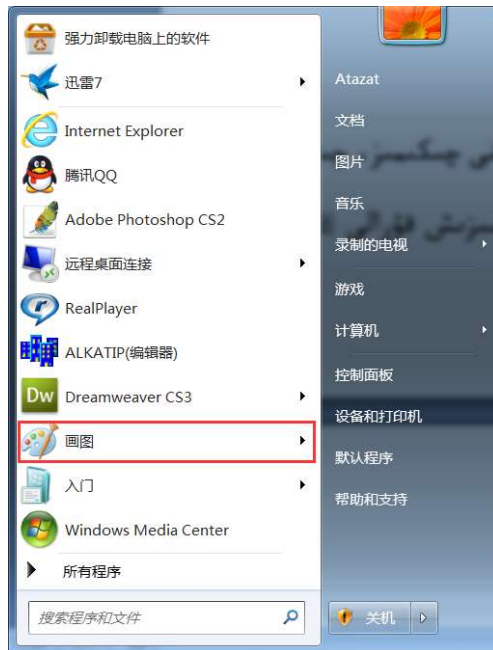 强力卸载电脑上的软件
迅雷7
Internet Explorer
腾讯QQ
Adobe Photoshop CS2
远程桌面连接
RealPlayer
ALKATIP(编辑器)
Dw Dreamweaver CS3
画图
入门
Windows Media Center
所有程序
搜索程序和文件
Atazat
文档
图片
音乐
录制的电视
游戏
计算机
控制面板
设备和打印机
默认程序
帮助和支持
关机